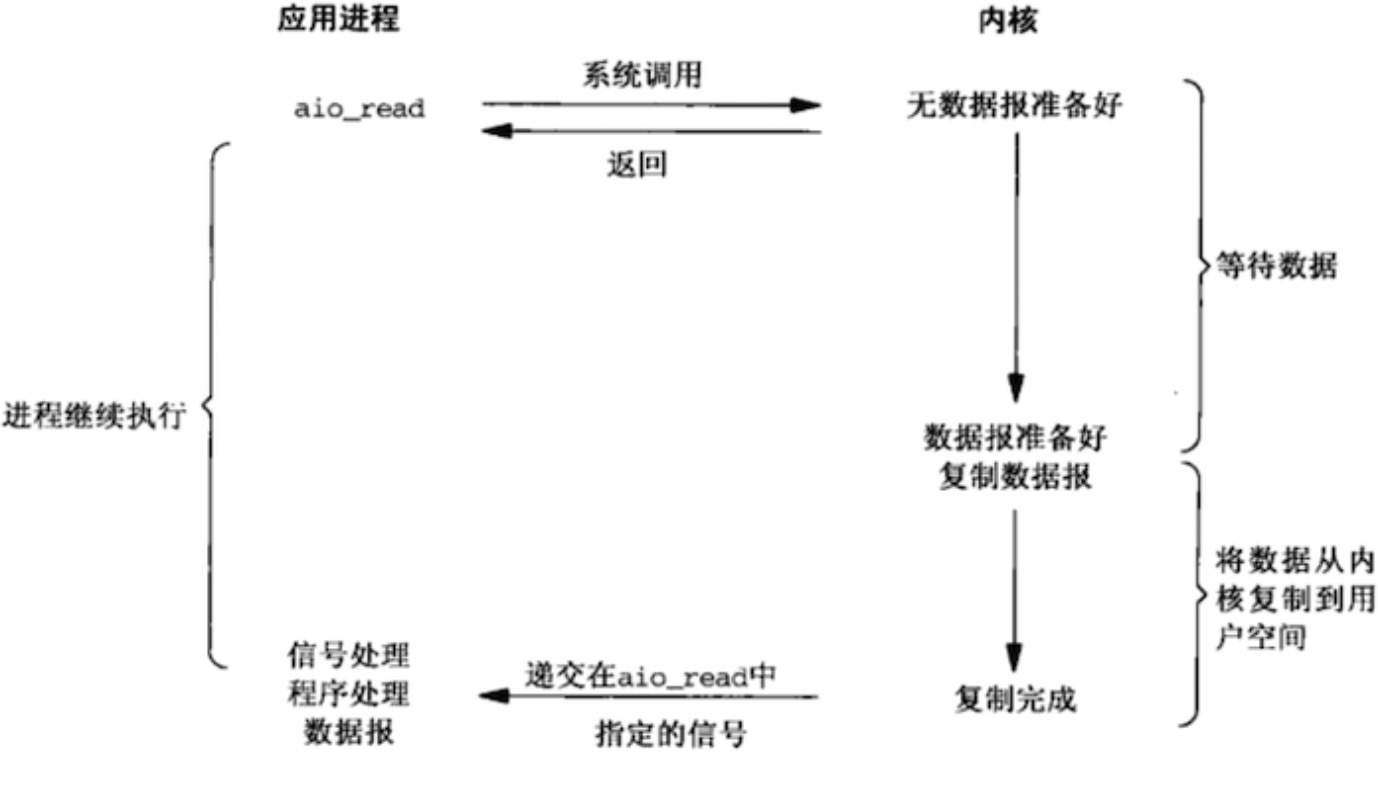 应用进程
内核
系统调用
aio_read
无数据报准备好
返回
等待数据
进程继续执行
数据报准备好
复制数据报
将数据从内
核复制到用
户空间
信号处理
程序处理
数据报
递交在aio_read中
指定的信号
复制完成